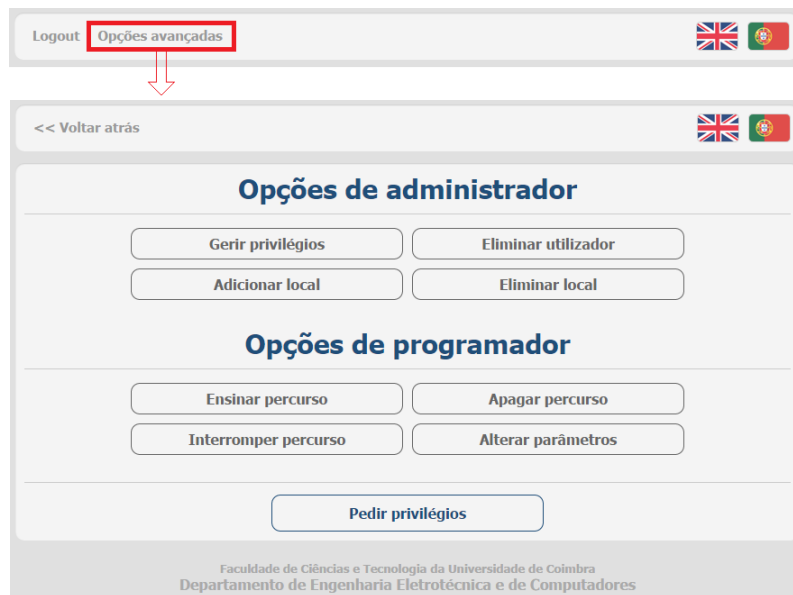 Logout Opções avançadas
<< Voltar atrás
Opções de administrador
Gerir privilégios Eliminar utilizador
Adicionar local Eliminar local
Opções de programador
Ensinar percurso Apagar percurso
Interromper percurso Alterar parâmetros
Pedir privilégios
Faculdade de Ciências e Tecnologia da Universidade de Coimbra
Departamento de Engenharia Eletrotécnica e de Computadores